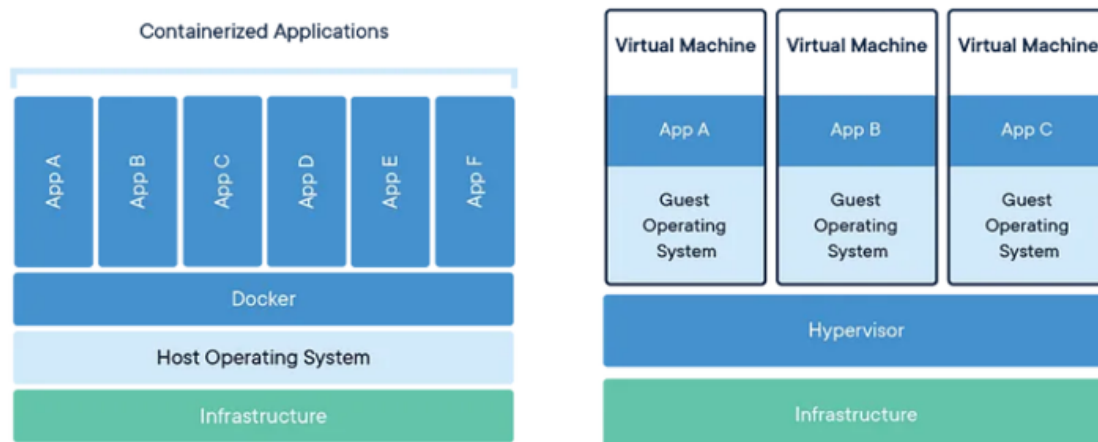 Containerized Applications
App A
App B
App C
App D
App E
App F
Docker
Host Operating System
Infrastructure
Virtual Machine
App A
Guest
Operating
System
Virtual Machine
App B
Guest
Operating
System
Virtual Machine
App C
Guest
Operating
System
Hypervisor
Infrastructure